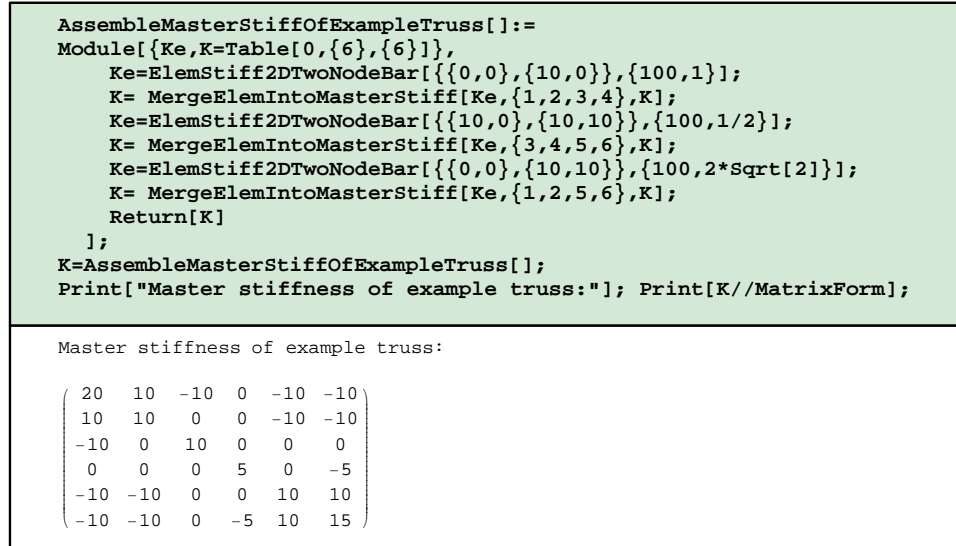 AssembleMasterStiffOfExampleTruss[]:=
Module[{Ke,K=Table[0,{6},{6}]},
Ke=ElemStiff2DTwoNodeBar[{{0,0},{10,0}},{100,1}];
K= MergeElemIntoMasterStiff[Ke,{1,2,3,4},K];
Ke=ElemStiff2DTwoNodeBar[{{10,0},{10,10}},{100,1/2}];
K= MergeElemIntoMasterStiff[Ke,{3,4,5,6},K];
Ke=ElemStiff2DTwoNodeBar[{{0,0},{10,10}},{100,2*Sqrt[2]}];
K= MergeElemIntoMasterStiff[Ke,{1,2,5,6},K];
Return[K]
];
K=AssembleMasterStiffOfExampleTruss[];
Print["Master stiffness of example truss:"]; Print[K//MatrixForm];
Master stiffness of example truss:
20 10 −10 0 −10 −10
10 10 0 0 −10 −10
−10 0 10 0 0 0
0 0 0 5 0 −5
−10 −10 0 0 10 10
−10 −10 0 −5 10 15